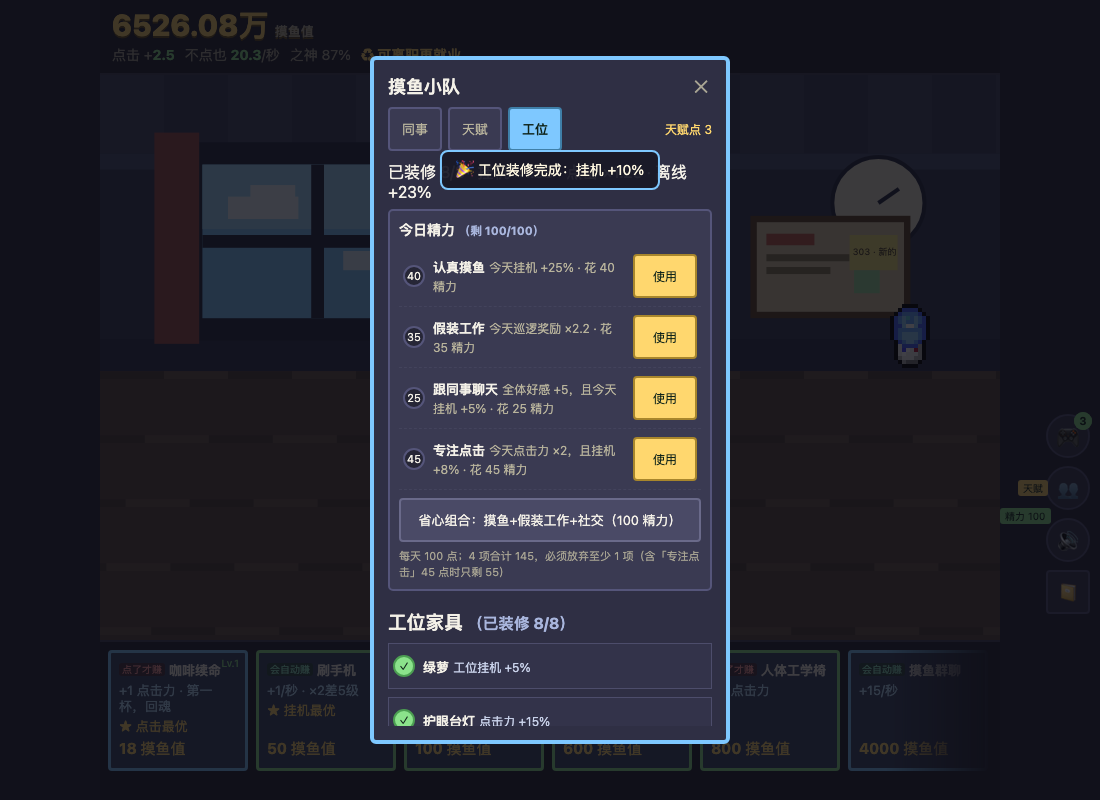 6526.08万 摸鱼值
点击 +2.5 不点也 20.3/秒 之神 87% ♻ 可离职再就业
摸鱼小队
×
同事
天赋
工位
天赋点 3
已装修
离线
+23%
🎉 工位装修完成：挂机 +10%
今日精力（剩 100/100）
40
认真摸鱼 今天挂机 +25% · 花 40
精力
使用
35
假装工作 今天巡逻奖励 ×2.2 · 花
35 精力
使用
25
跟同事聊天 全体好感 +5，且今天
挂机 +5% · 花 25 精力
使用
45
专注点击 今天点击力 ×2，且挂机
+8% · 花 45 精力
使用
省心组合：摸鱼+假装工作+社交（100 精力）
每天 100 点；4 项合计 145，必须放弃至少 1 项（含「专注点
击」45 点时只剩 55）
工位家具（已装修 8/8）
绿萝 工位挂机 +5%
护眼台灯 点击力 +15%
303 · 新的
3
天赋
精力 100
点了才赚 咖啡续命 Lv.1
+1 点击力 · 第一
杯，回魂
★ 点击最优
18 摸鱼值
会自动赚 刷手机
+1/秒 · ×2差5级
★ 挂机最优
50 摸鱼值
100 摸鱼值
600 摸鱼值
才赚 人体工学椅
点击力
800 摸鱼值
会自动赚 摸鱼群聊
+15/秒
4000 摸鱼值